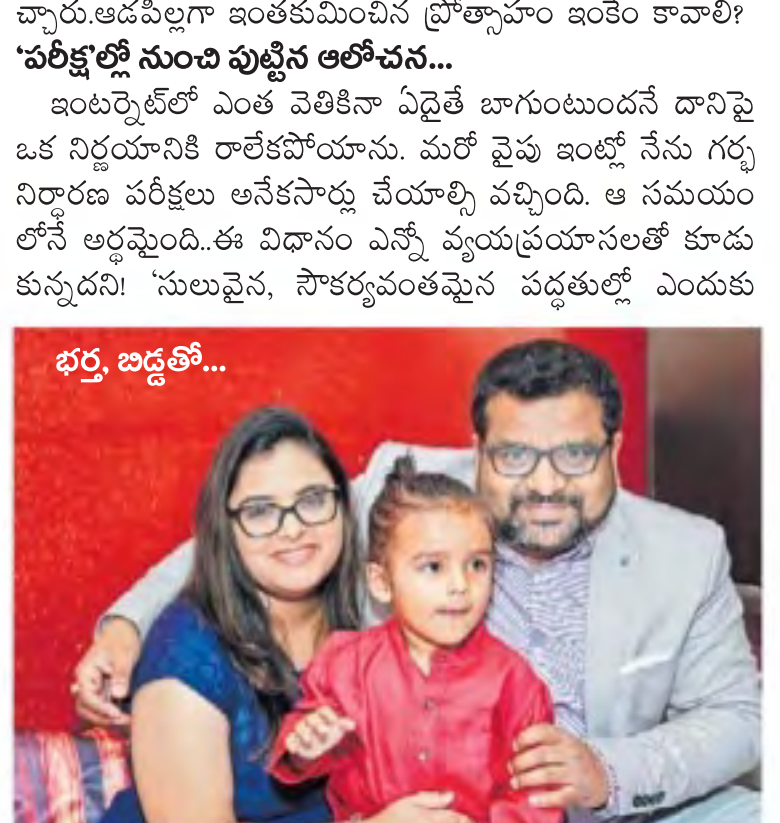 చ్చారు.ఆడపిల్లగా ఇంతకుమించిన ప్రోత్సాహం ఇంకేం కావాలి?
‘పరీక్ష’ల్లో నుంచి పుట్టిన ఆలోచన...
ఇంటర్నెట్‌లో ఎంత వెతికినా ఏదైతే బాగుంటుందనే దానిపై
ఒక నిర్ణయానికి రాలేకపోయాను. మరో వైపు ఇంట్లో నేను గర్భ
నిర్ధారణ పరీక్షలు అనేకసార్లు చేయాల్సి వచ్చింది. ఆ సమయం
లోనే అర్థమైంది..ఈ విధానం ఎన్నో వ్యయప్రయాసలతో కూడు
కున్నదని! ‘సులువైన, సౌకర్యవంతమైన పద్ధతుల్లో ఎందుకు
భర్త, బిడ్డతో...